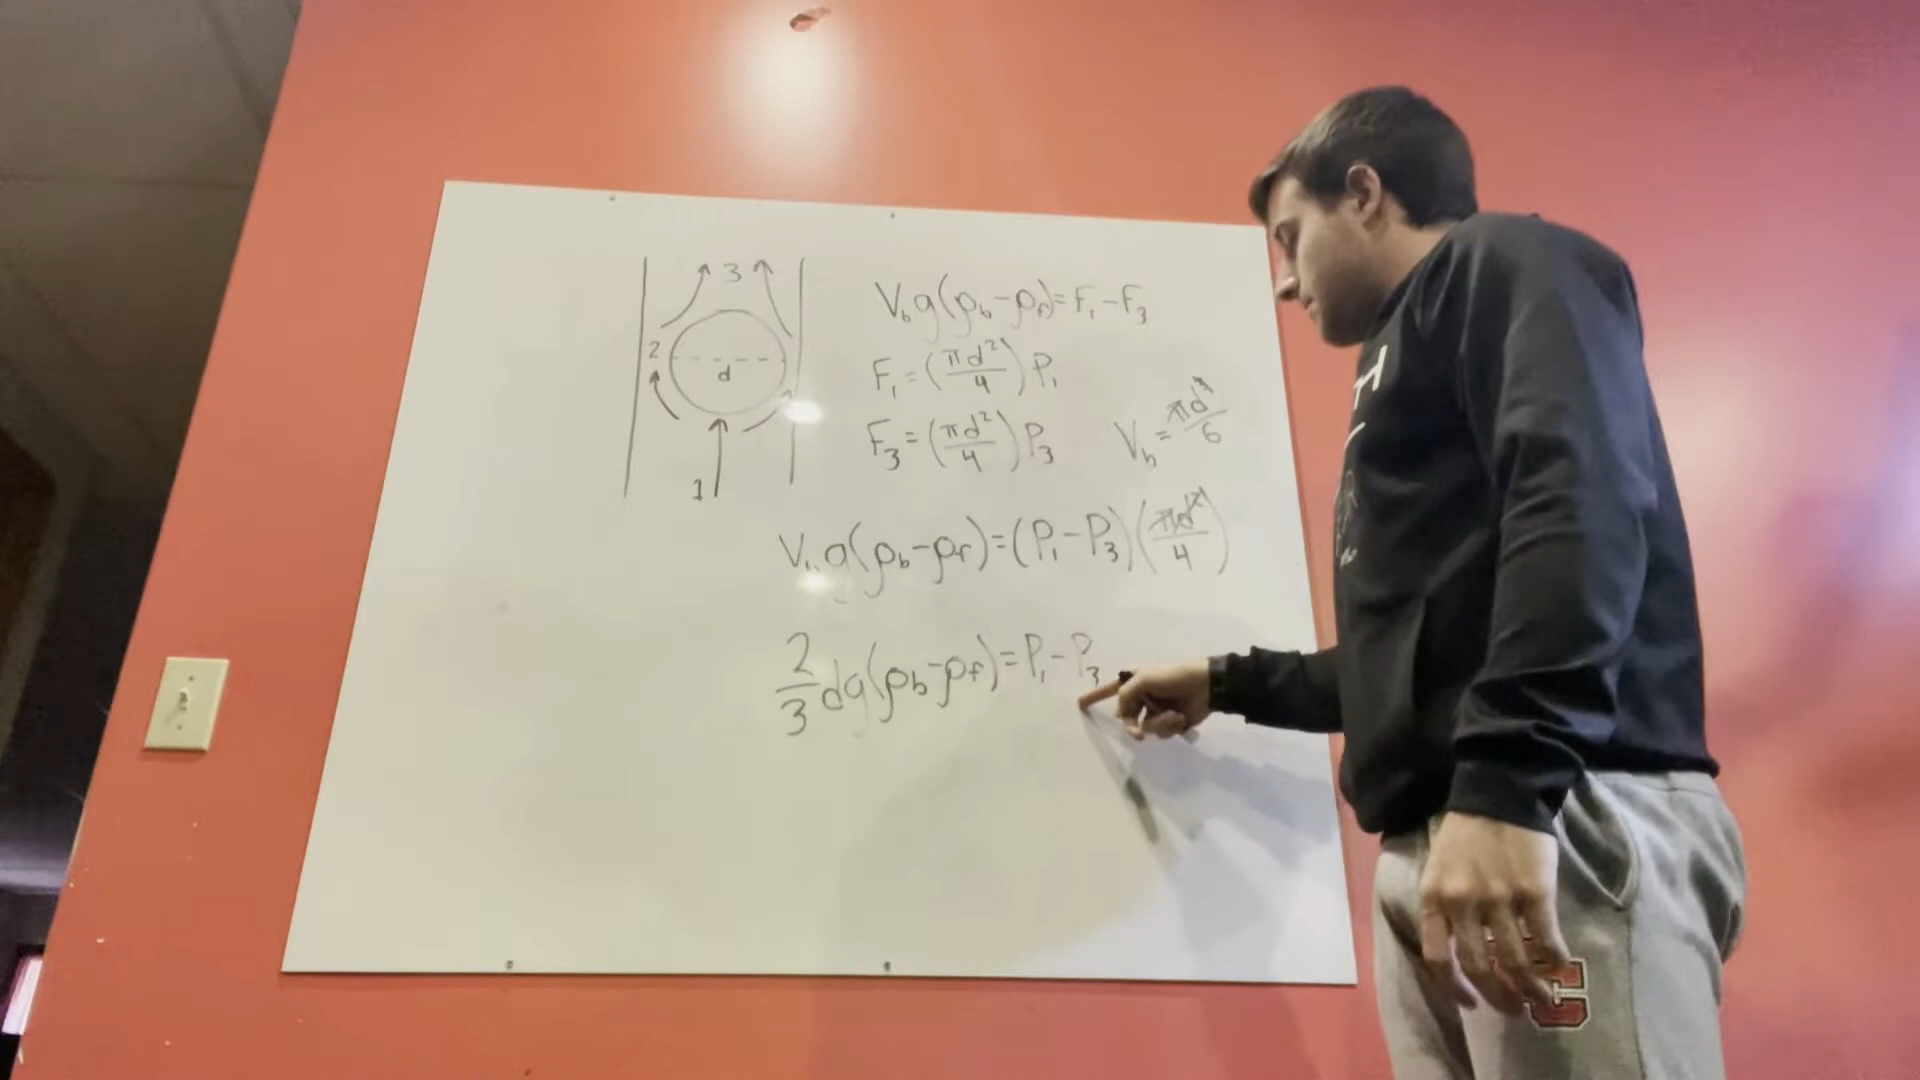 3
2
d
1
V_b g(ρ_b-ρ_f)=F_1-F_3
F_1=(πd²/4)P_1
F_3=(πd²/4)P_3
V_b=πd³/6
V_b g(ρ_b-ρ_f)=(P_1-P_3)(πd²/4)
2/3 dg(ρ_b-ρ_f)=P_1-P_3
C